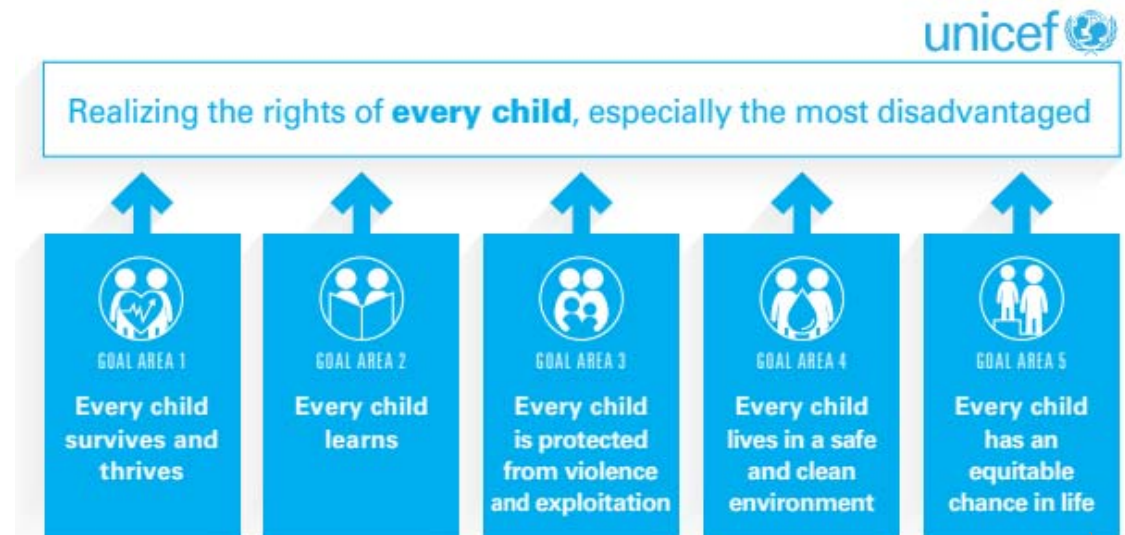 unicef
Realizing the rights of every child, especially the most disadvantaged
GOAL AREA 1
Every child
survives and
thrives
GOAL AREA 2
Every child
learns
GOAL AREA 3
Every child
is protected
from violence
and exploitation
GOAL AREA 4
Every child
lives in a safe
and clean
environment
GOAL AREA 5
Every child
has an
equitable
chance in life